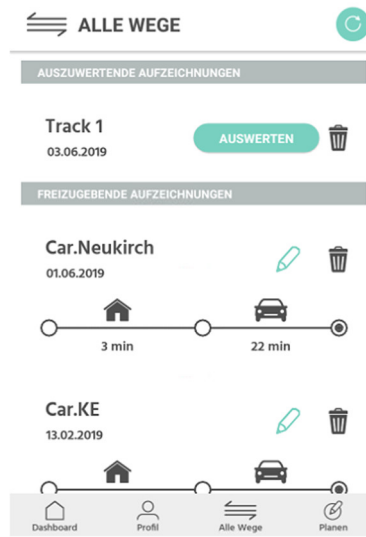 ALLE WEGE
AUSZUWERTENDE AUFZEICHNUNGEN
Track 1
AUSWERTEN
03.06.2019
FREIZUGEBENDE AUFZEICHNUNGEN
Car.Neukirch
01.06.2019
3 min 22 min
Car.KE
13.02.2019
Dashboard Profil Alle Wege Planen